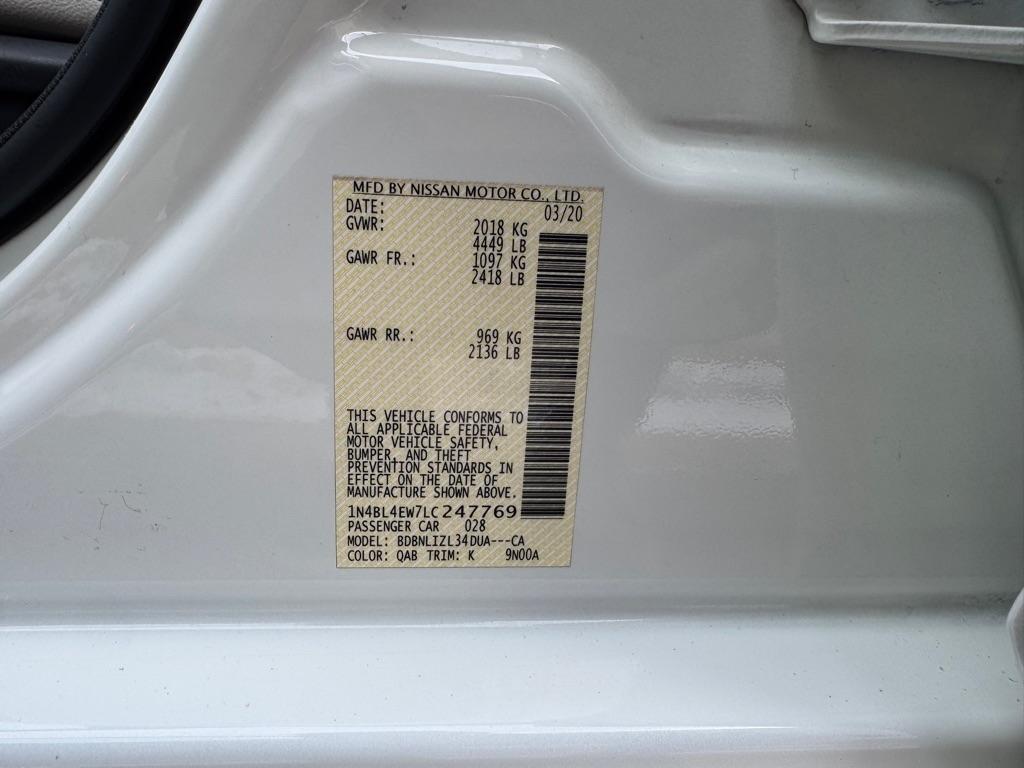 MFD BY NISSAN MOTOR CO., LTD.
DATE: 03/20
GVWR: 2018 KG
4449 LB
GAWR FR.: 1097 KG
2418 LB
GAWR RR.: 969 KG
2136 LB
THIS VEHICLE CONFORMS TO
ALL APPLICABLE FEDERAL
MOTOR VEHICLE SAFETY,
BUMPER, AND THEFT
PREVENTION STANDARDS IN
EFFECT ON THE DATE OF
MANUFACTURE SHOWN ABOVE.
1N4BL4EW7LC247769
PASSENGER CAR 028
MODEL: BDBNLIZL34DUA---CA
COLOR: QAB TRIM: K 9N00A